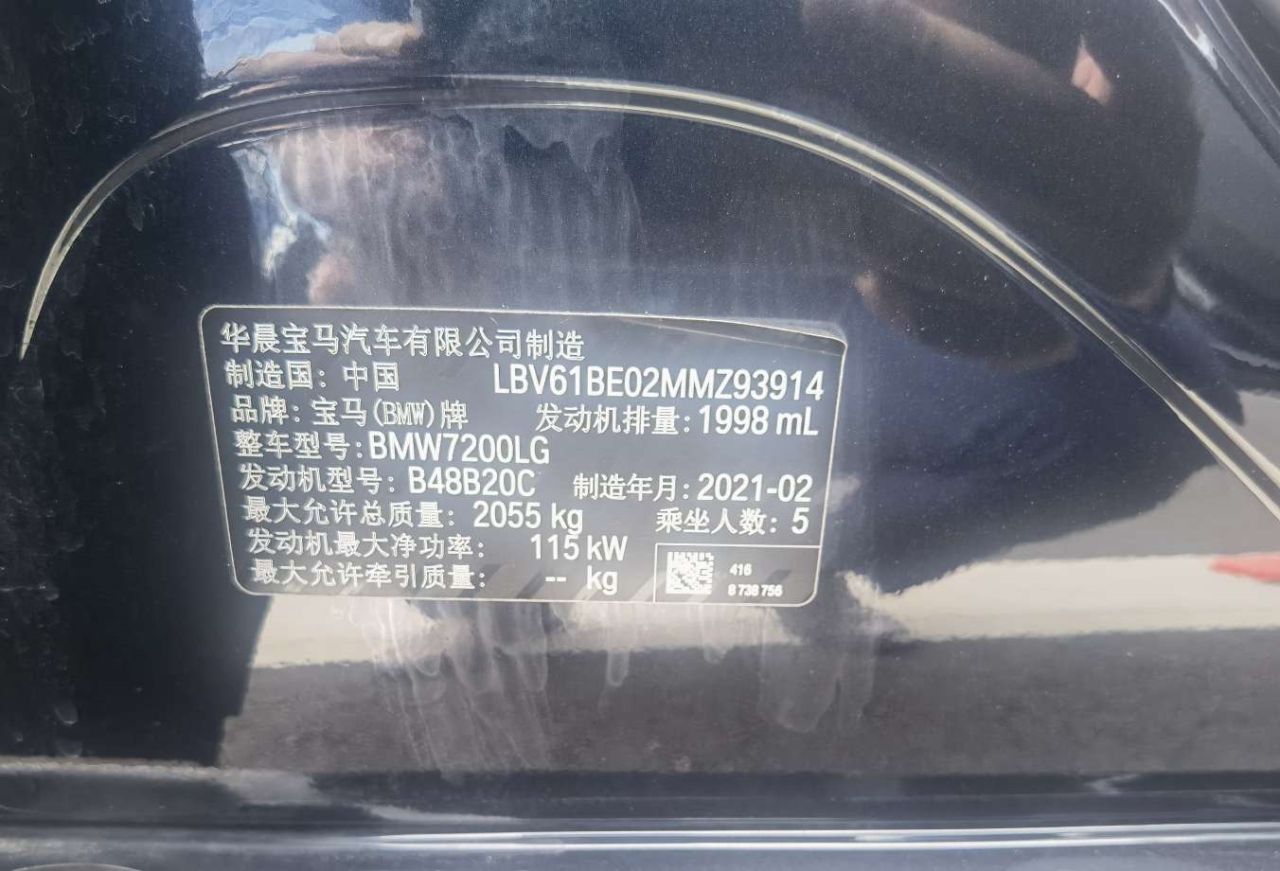 华晨宝马汽车有限公司制造
制造国：中国 LBV61BE02MMZ93914
品牌：宝马(BMW)牌 发动机排量：1998 mL
整车型号：BMW7200LG
发动机型号：B48B20C 制造年月：2021-02
最大允许总质量：2055 kg 乘坐人数：5
发动机最大净功率：115 kW
最大允许牵引质量：-- kg
416
8 738 756